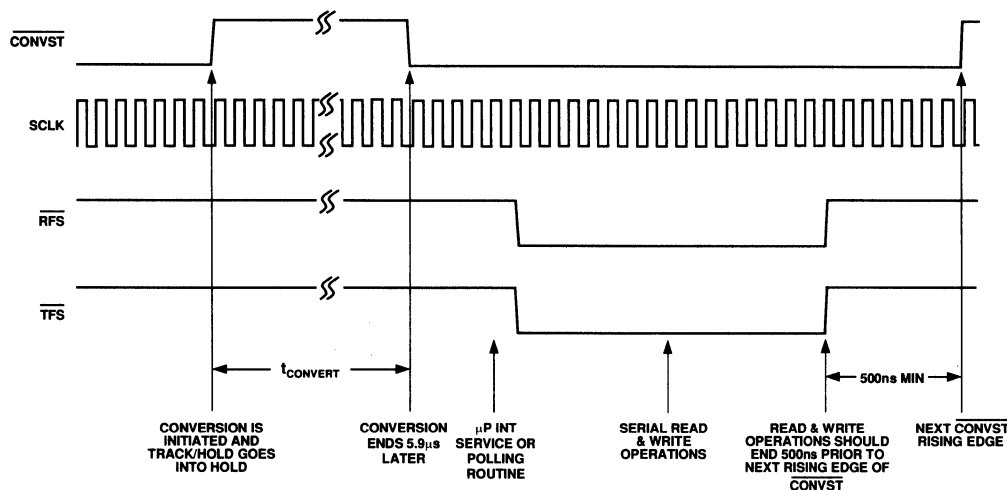 CONVST
SCLK
RFS
TFS
tCONVERT
500ns MIN
CONVERSION IS
INITIATED AND
TRACK/HOLD GOES
INTO HOLD
CONVERSION
ENDS 5.9μs
LATER
μP INT
SERVICE OR
POLLING
ROUTINE
SERIAL READ
& WRITE
OPERATIONS
READ & WRITE
OPERATIONS SHOULD
END 500ns PRIOR TO
NEXT RISING EDGE OF
CONVST
NEXT CONVST
RISING EDGE